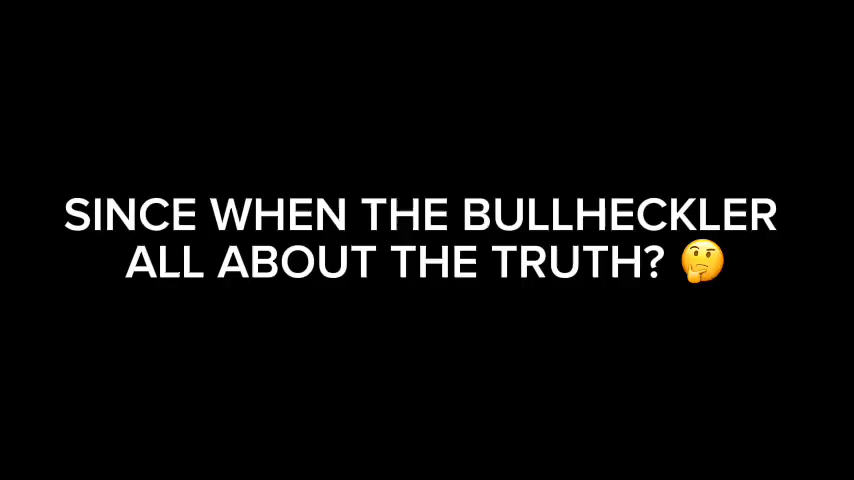 SINCE WHEN THE BULLHECKLER
ALL ABOUT THE TRUTH? 🤔